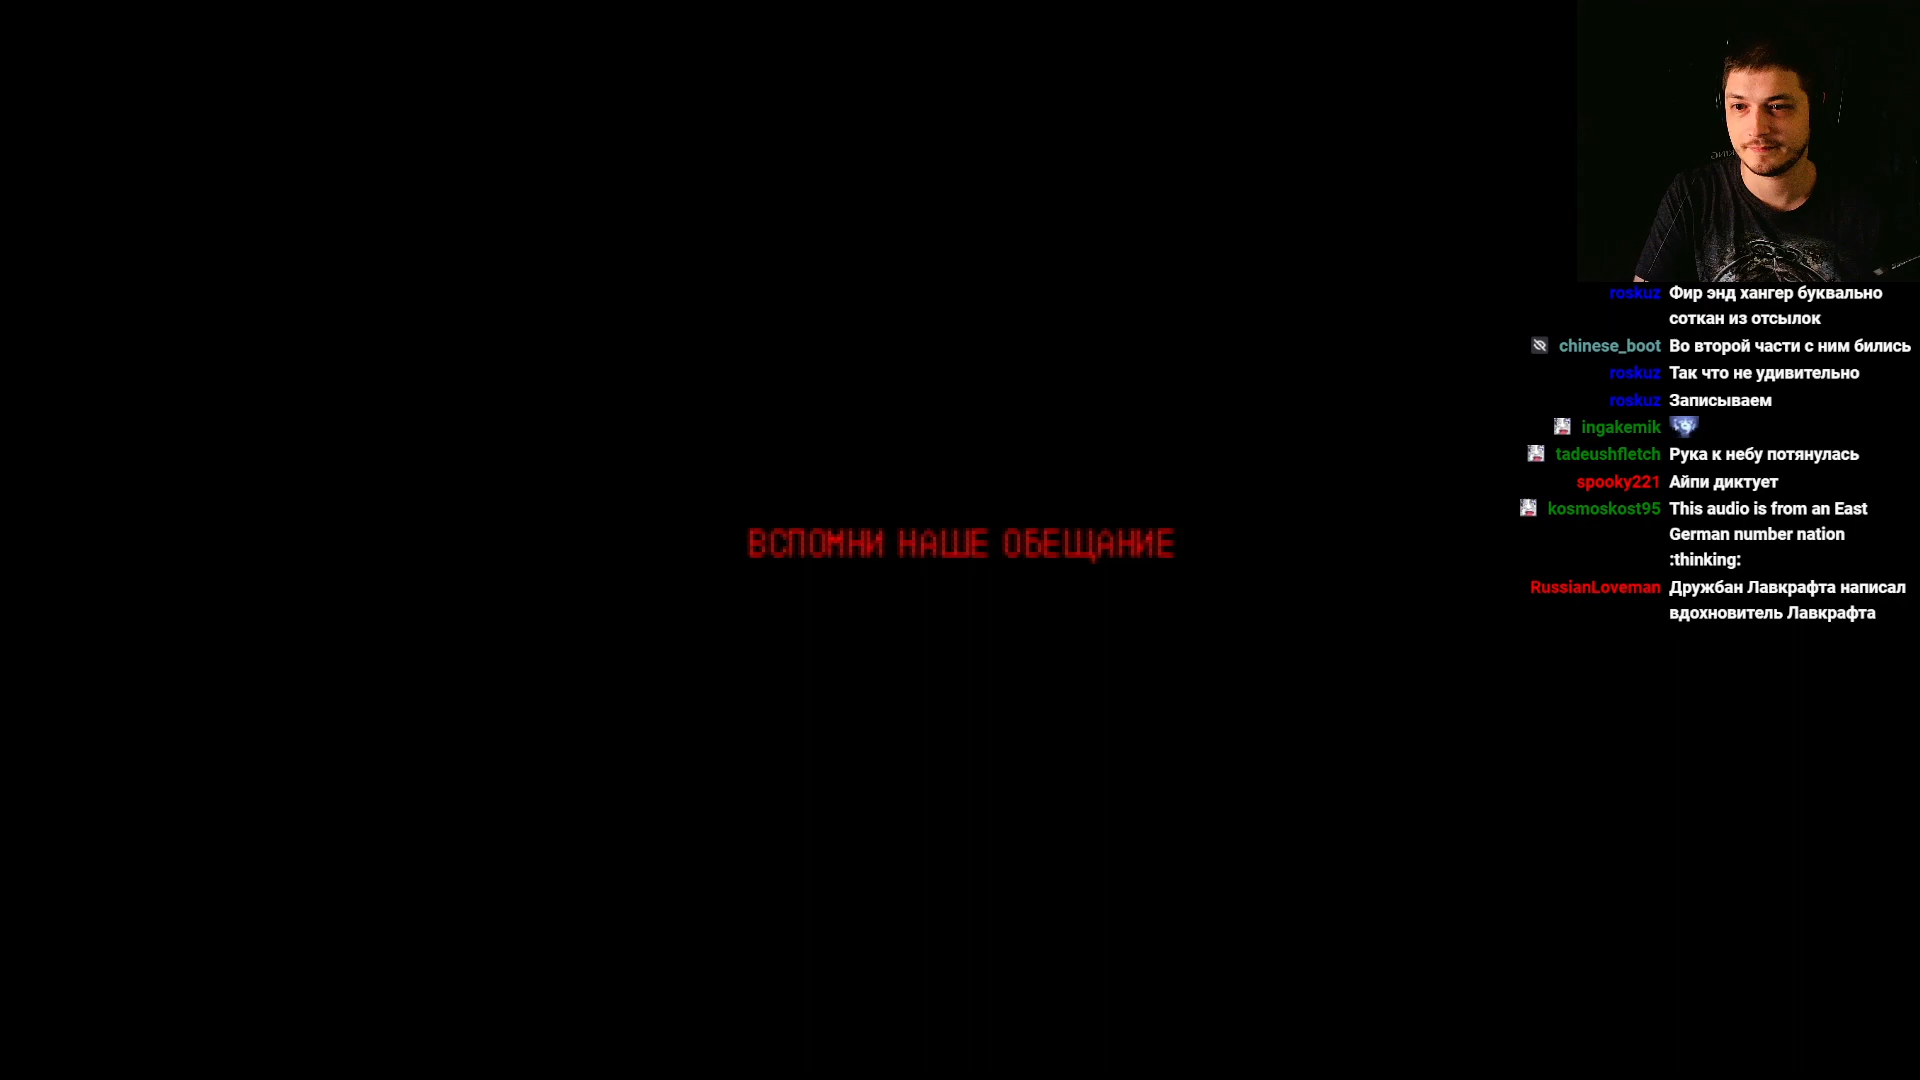 ВСПОМНИ НАШЕ ОБЕЩАНИЕ
roskuz Фир энд хангер буквально
соткан из отсылок
chinese_boot Во второй части с ним бились
roskuz Так что не удивительно
roskuz Записываем
ingakemik
tadeushfletch Рука к небу потянулась
spooky221 Айпи диктует
kosmoskost95 This audio is from an East
German number nation
:thinking:
RussianLoveman Дружбан Лавкрафта написал
вдохновитель Лавкрафта